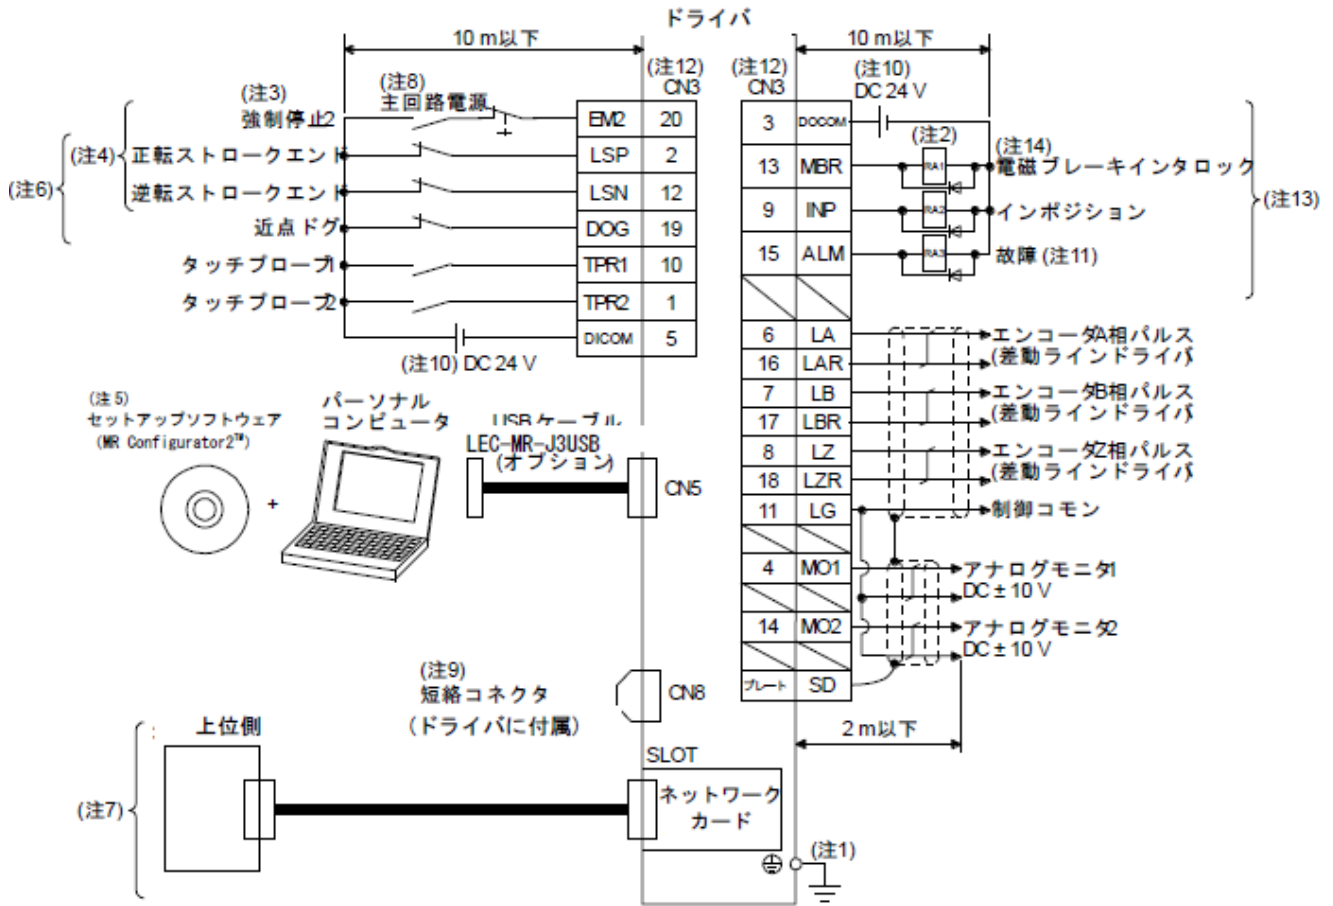 ドライバ
10 m以下
10 m以下
(注12)
CN3
(注12)
CN3
(注10)
DC 24 V
(注3)
強制停止2
(注8)
主回路電源
EM2 20
(注4)
正転ストロークエンド
LSP 2
(注6)
逆転ストロークエンド
LSN 12
近点ドグ
DOG 19
タッチプローブ1
TPR1 10
タッチプローブ2
TPR2 1
DICOM 5
(注10) DC 24 V
3 DOCOM
(注2)
(注14)
13 MBR
RA1
電磁ブレーキインタロック
9 INP
RA2
インポジション
(注13)
15 ALM
RA3
故障 (注11)
6 LA
エンコーダA相パルス
16 LAR
(差動ラインドライバ)
7 LB
エンコーダB相パルス
17 LBR
(差動ラインドライバ)
8 LZ
エンコーダZ相パルス
18 LZR
(差動ラインドライバ)
11 LG
制御コモン
4 MO1
アナログモニタ1
DC ± 10 V
14 MO2
アナログモニタ2
DC ± 10 V
プレート SD
2 m以下
(注5)
セットアップソフトウェア
(MR Configurator2™)
+
パーソナル
コンピュータ
USBケーブル
LEC-MR-J3USB
(オプション)
CN5
(注9)
短絡コネクタ
(ドライバに付属)
CN8
上位側
:
(注7)
SLOT
ネットワーク
カード
(注1)